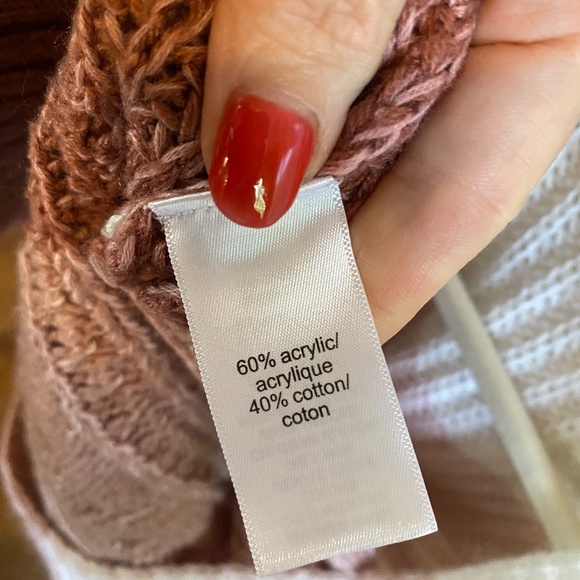 60% acrylic/
acrylique
40% cotton/
coton